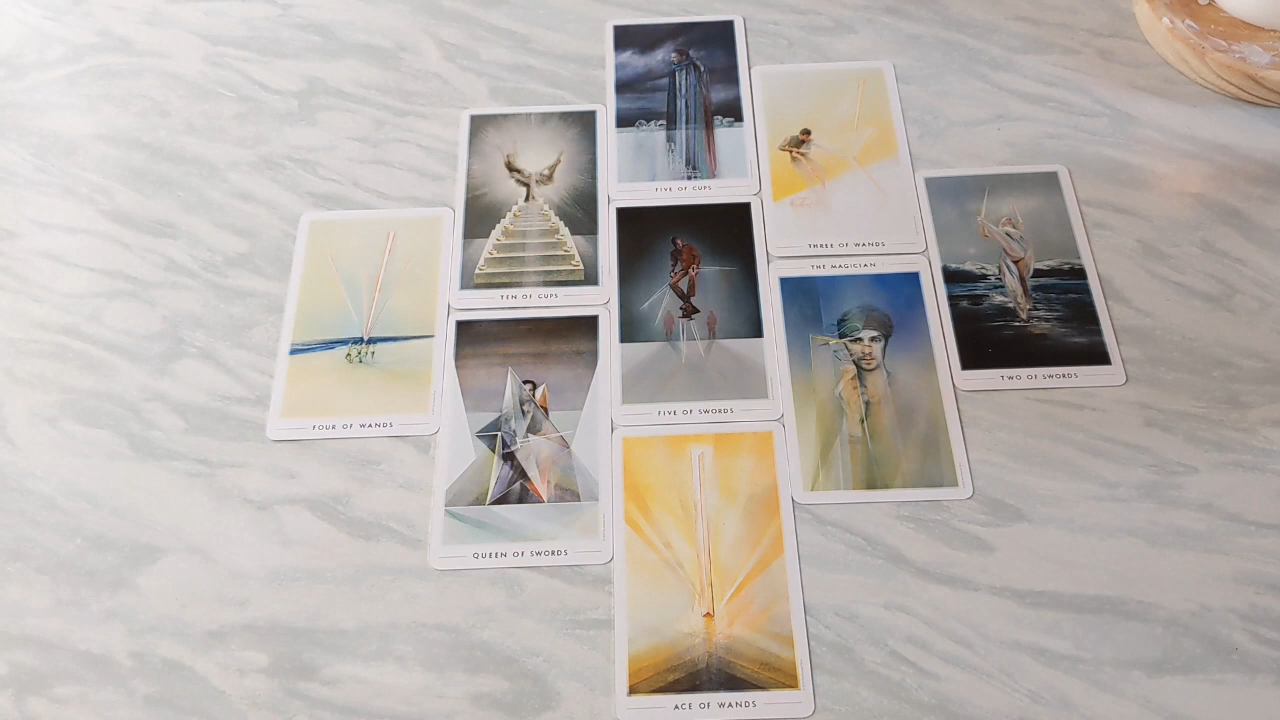 FIVE OF CUPS
THREE OF WANDS
THE MAGICIAN
TEN OF CUPS
TWO OF SWORDS
FIVE OF SWORDS
FOUR OF WANDS
QUEEN OF SWORDS
ACE OF WANDS